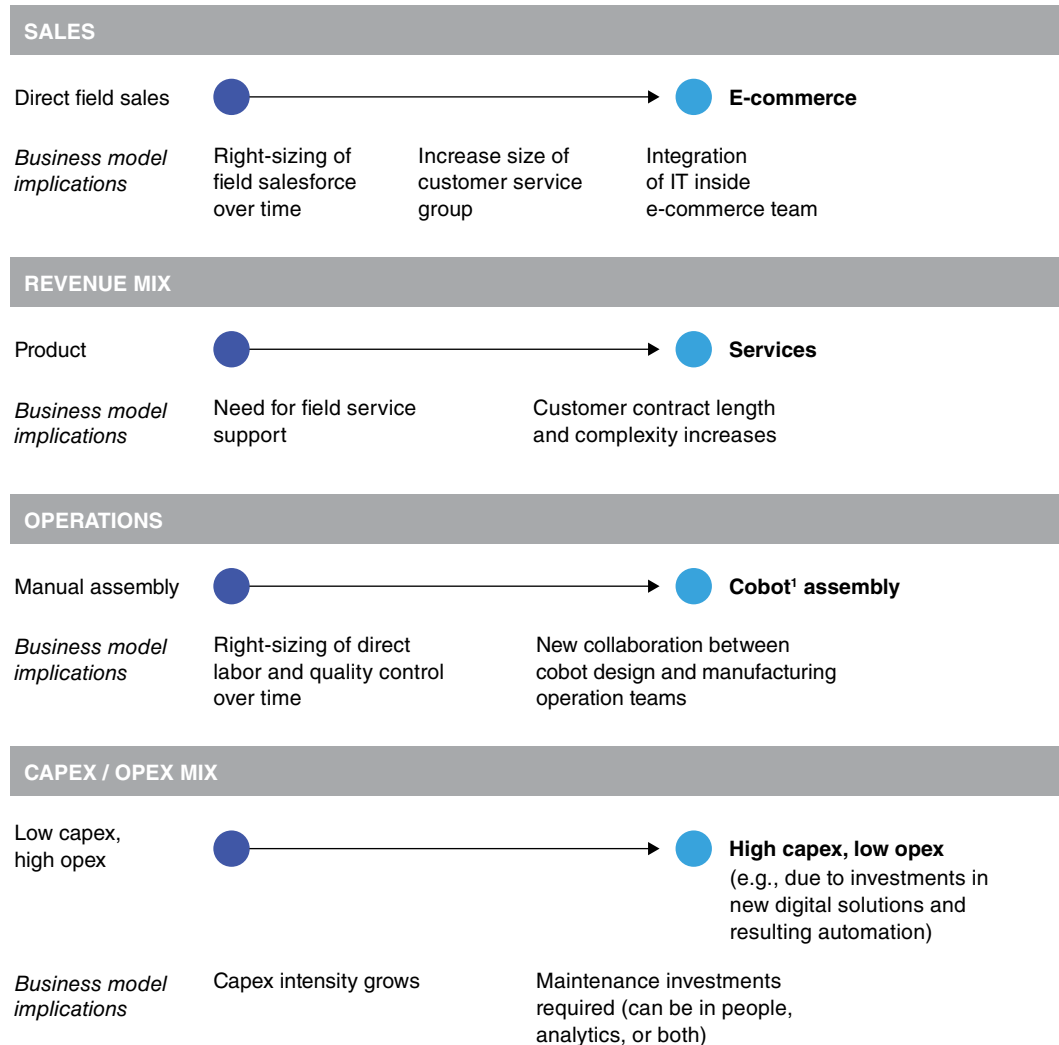 SALES
Direct field sales
E-commerce
Business model
implications
Right-sizing of
field salesforce
over time
Increase size of
customer service
group
Integration
of IT inside
e-commerce team
REVENUE MIX
Product
Services
Business model
implications
Need for field service
support
Customer contract length
and complexity increases
OPERATIONS
Manual assembly
Cobot¹ assembly
Business model
implications
Right-sizing of direct
labor and quality control
over time
New collaboration between
cobot design and manufacturing
operation teams
CAPEX / OPEX MIX
Low capex,
high opex
High capex, low opex
(e.g., due to investments in
new digital solutions and
resulting automation)
Business model
implications
Capex intensity grows
Maintenance investments
required (can be in people,
analytics, or both)